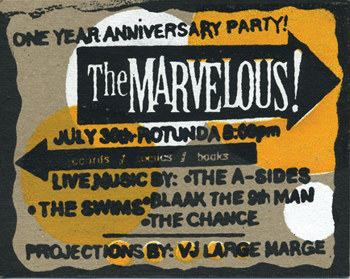 ONE YEAR ANNIVERSARY PARTY!
The MARVELOUS!
JULY 30th-ROTUNDA 8:00pm
records / comics / books
LIVE MUSIC BY: •THE A-SIDES
•THE SWIMS •BLAAK THE 9th MAN
•THE CHANCE
PROJECTIONS BY: VJ LARGE MARGE